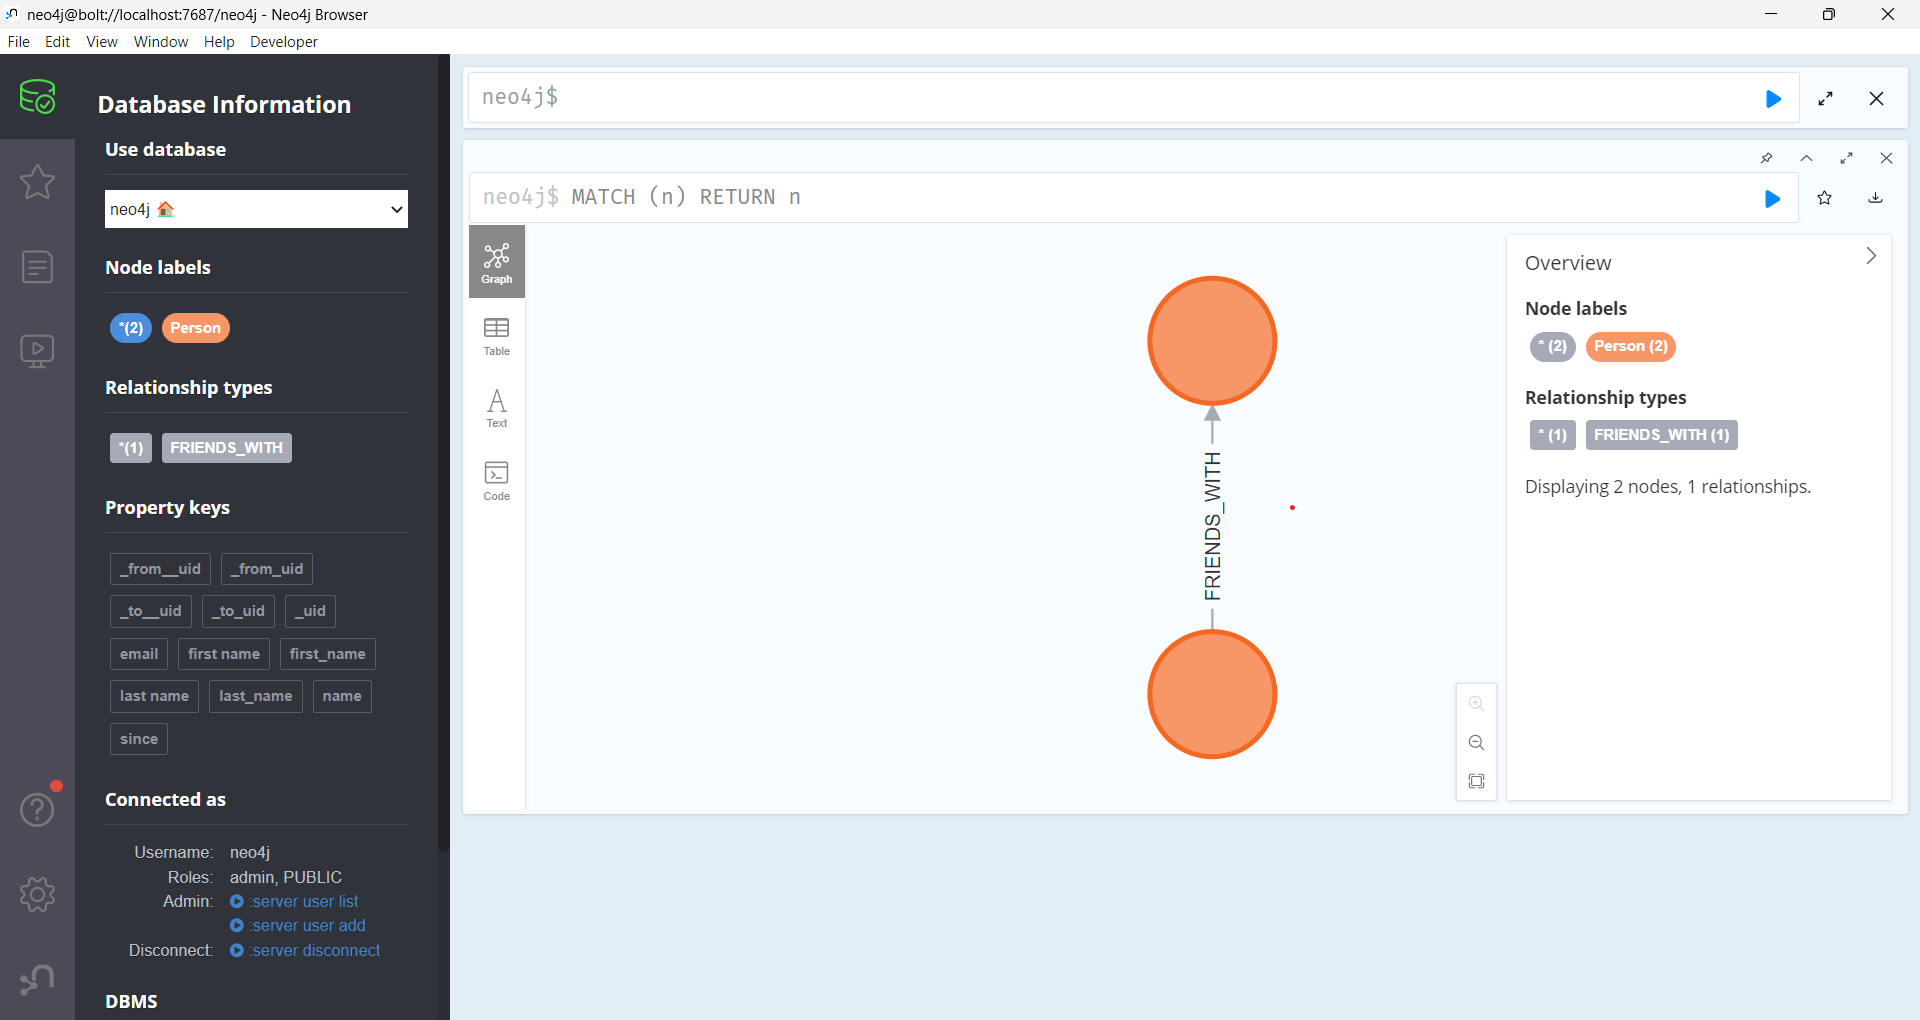 neo4j@bolt://localhost:7687/neo4j - Neo4j Browser
File Edit View Window Help Developer
Database Information
Use database
neo4j
Node labels
*(2) Person
Relationship types
*(1) FRIENDS_WITH
Property keys
_from__uid _from_uid
_to__uid _to_uid _uid
email first name first_name
last name last_name name
since
Connected as
Username: neo4j
Roles: admin, PUBLIC
Admin: :server user list
:server user add
Disconnect: :server disconnect
DBMS
neo4j$
neo4j$ MATCH (n) RETURN n
Graph
Table
Text
Code
FRIENDS_WITH
Overview
Node labels
* (2) Person (2)
Relationship types
* (1) FRIENDS_WITH (1)
Displaying 2 nodes, 1 relationships.